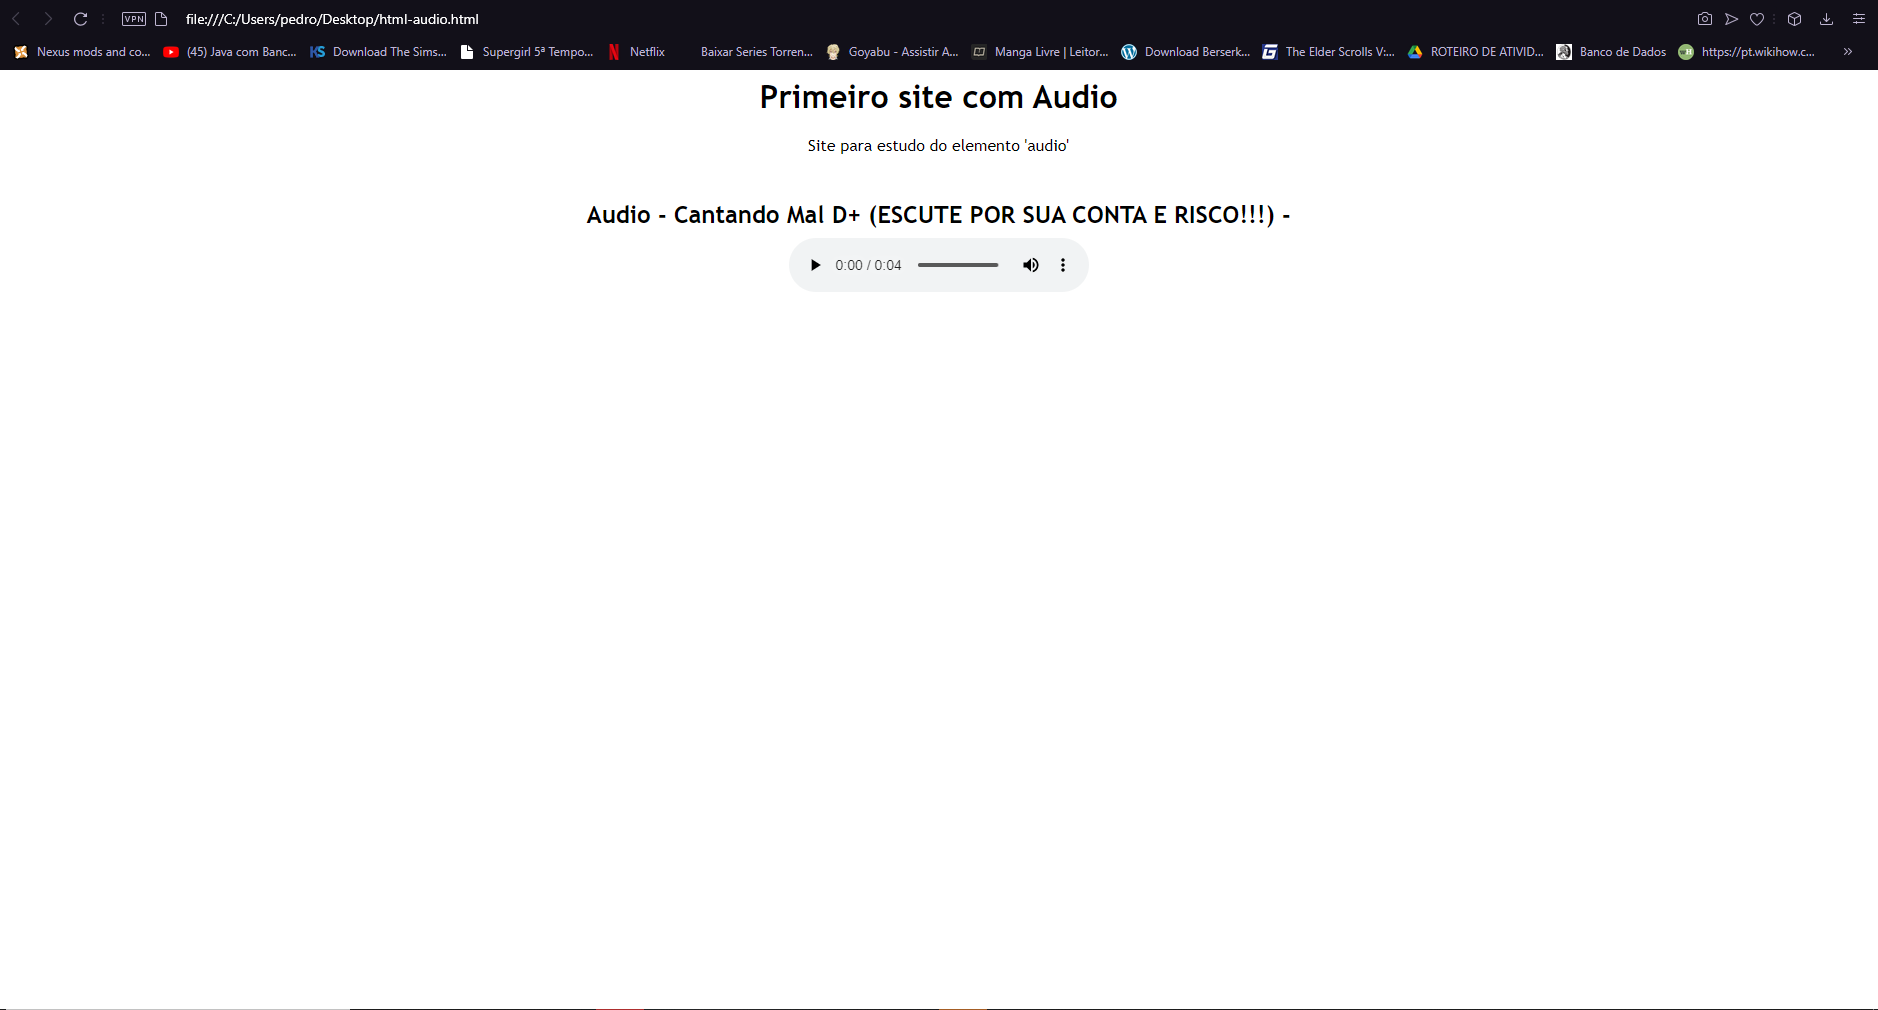 VPN file:///C:/Users/pedro/Desktop/html-audio.html
Nexus mods and co... (45) Java com Banc... KS Download The Sims... Supergirl 5ª Tempo... N Netflix Baixar Series Torren... Goyabu - Assistir A... Manga Livre | Leitor... Download Berserk... The Elder Scrolls V:... ROTEIRO DE ATIVID... Banco de Dados https://pt.wikihow.c... »
Primeiro site com Audio
Site para estudo do elemento 'audio'
Audio - Cantando Mal D+ (ESCUTE POR SUA CONTA E RISCO!!!) -
0:00 / 0:04